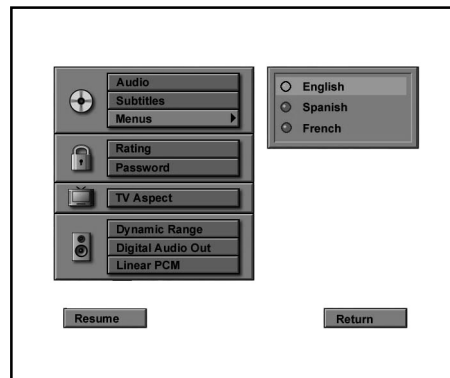 Audio
Subtitles
Menus
Rating
Password
TV Aspect
Dynamic Range
Digital Audio Out
Linear PCM
English
Spanish
French
Resume
Return